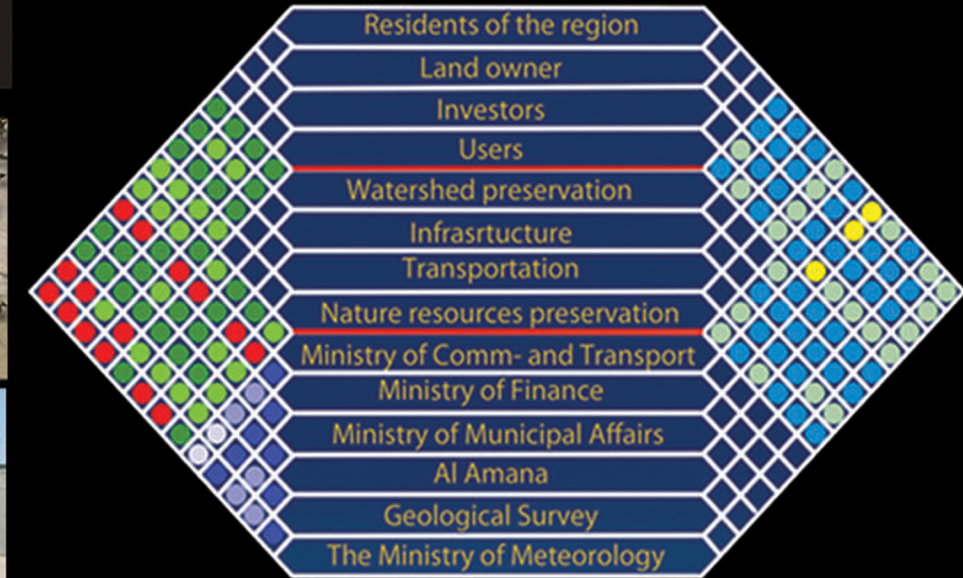 Residents of the region
Land owner
Investors
Users
Watershed preservation
Infrasrtucture
Transportation
Nature resources preservation
Ministry of Comm- and Transport
Ministry of Finance
Ministry of Municipal Affairs
Al Amana
Geological Survey
The Ministry of Meteorology